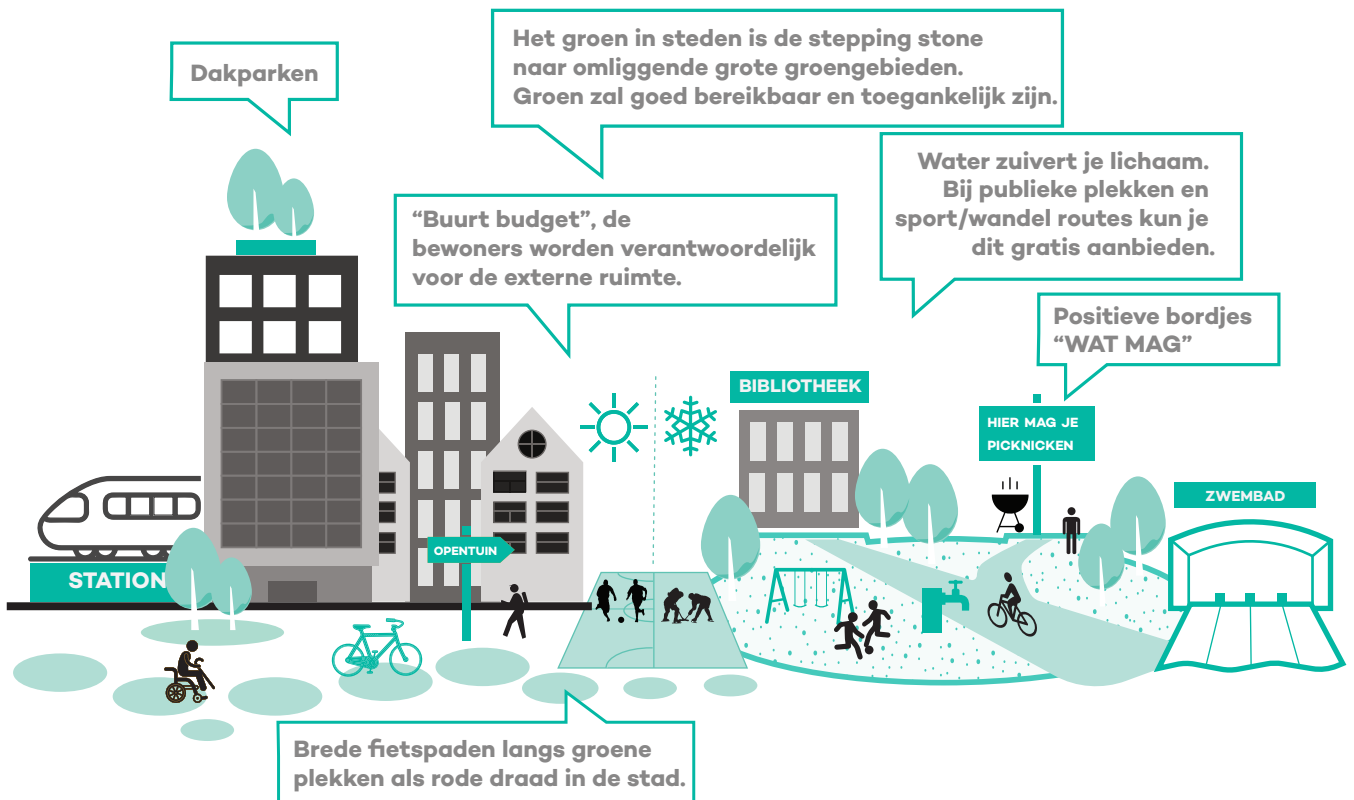 Dakparken
Het groen in steden is de stepping stone
naar omliggende grote groengebieden.
Groen zal goed bereikbaar en toegankelijk zijn.
Water zuivert je lichaam.
Bij publieke plekken en
sport/wandel routes kun je
dit gratis aanbieden.
“Buurt budget”, de
bewoners worden verantwoordelijk
voor de externe ruimte.
Positieve bordjes
“WAT MAG”
BIBLIOTHEEK
HIER MAG JE
PICKNICKEN
ZWEMBAD
OPENTUIN
STATION
Brede fietspaden langs groene
plekken als rode draad in de stad.